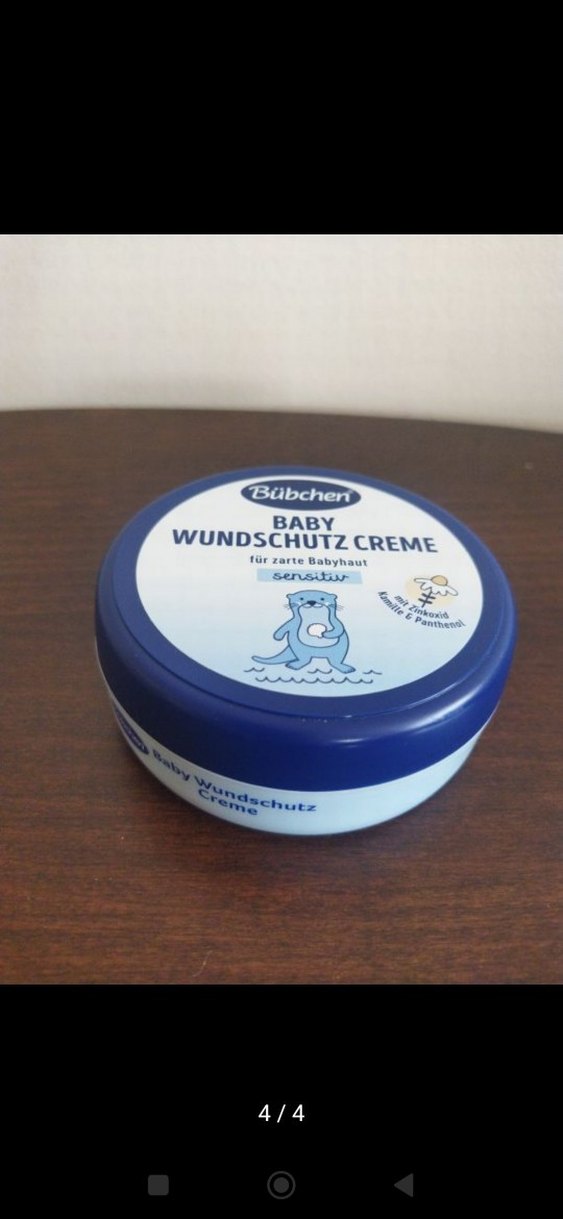 Bübchen
BABY
WUNDSCHUTZ CREME
für zarte Babyhaut
sensitiv
mit Zinkoxid
Kamille & Panthenol
Baby Wundschutz
Creme
4 / 4